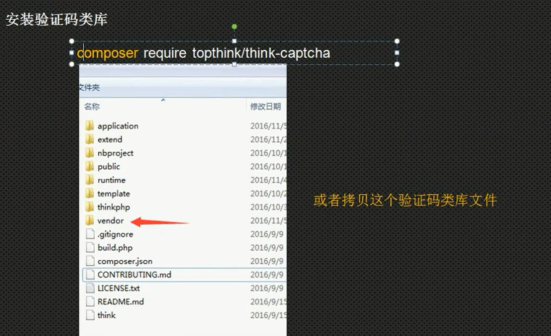 安装验证码类库
composer require topthink/think-captcha
文件夹
名称 修改日期
application 2016/11/5
extend 2016/11/2
nbproject 2016/10/1
public 2016/10/1
runtime 2016/11/4
template 2016/10/2
thinkphp 2016/10/3
vendor 2016/11/5
或者拷贝这个验证码类库文件
.gitignore 2016/9/9
build.php 2016/9/9
composer.json 2016/9/9
CONTRIBUTING.md 2016/9/9
LICENSE.txt 2016/9/9
README.md 2016/9/15
think 2016/9/15